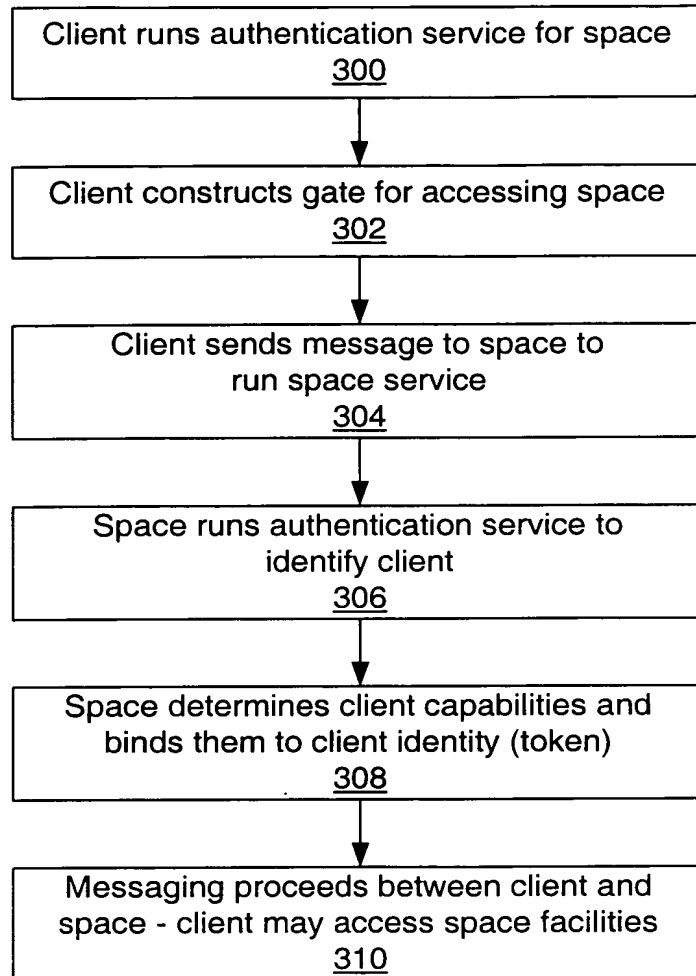 Client runs authentication service for space
300
Client constructs gate for accessing space
302
Client sends message to space to
run space service
304
Space runs authentication service to
identify client
306
Space determines client capabilities and
binds them to client identity (token)
308
Messaging proceeds between client and
space - client may access space facilities
310